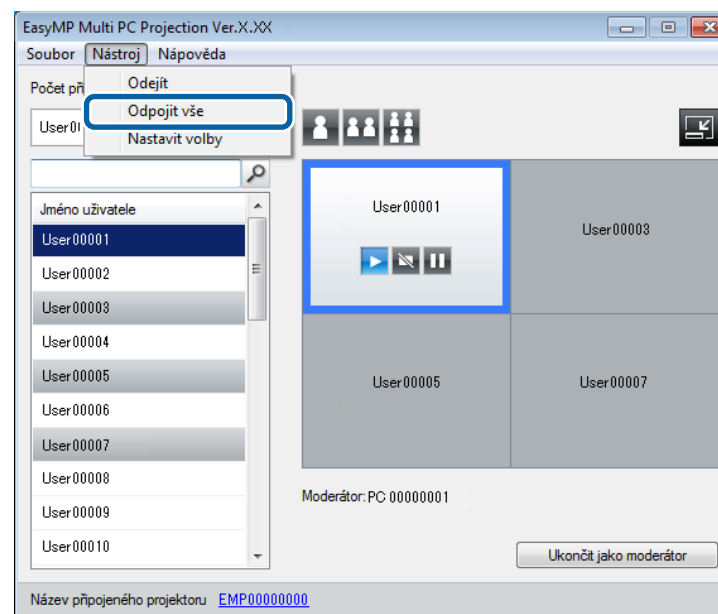 EasyMP Multi PC Projection Ver.X.XX
Soubor Nástroj Nápověda
Odejít
Odpojit vše
Nastavit volby
Počet
Jméno uživatele
User00001
User00002
User00003
User00004
User00005
User00006
User00007
User00008
User00009
User00010
User00001
User00003
User00005
User00007
Moderátor: PC 00000001
Ukončit jako moderátor
Název připojeného projektoru EMP00000000